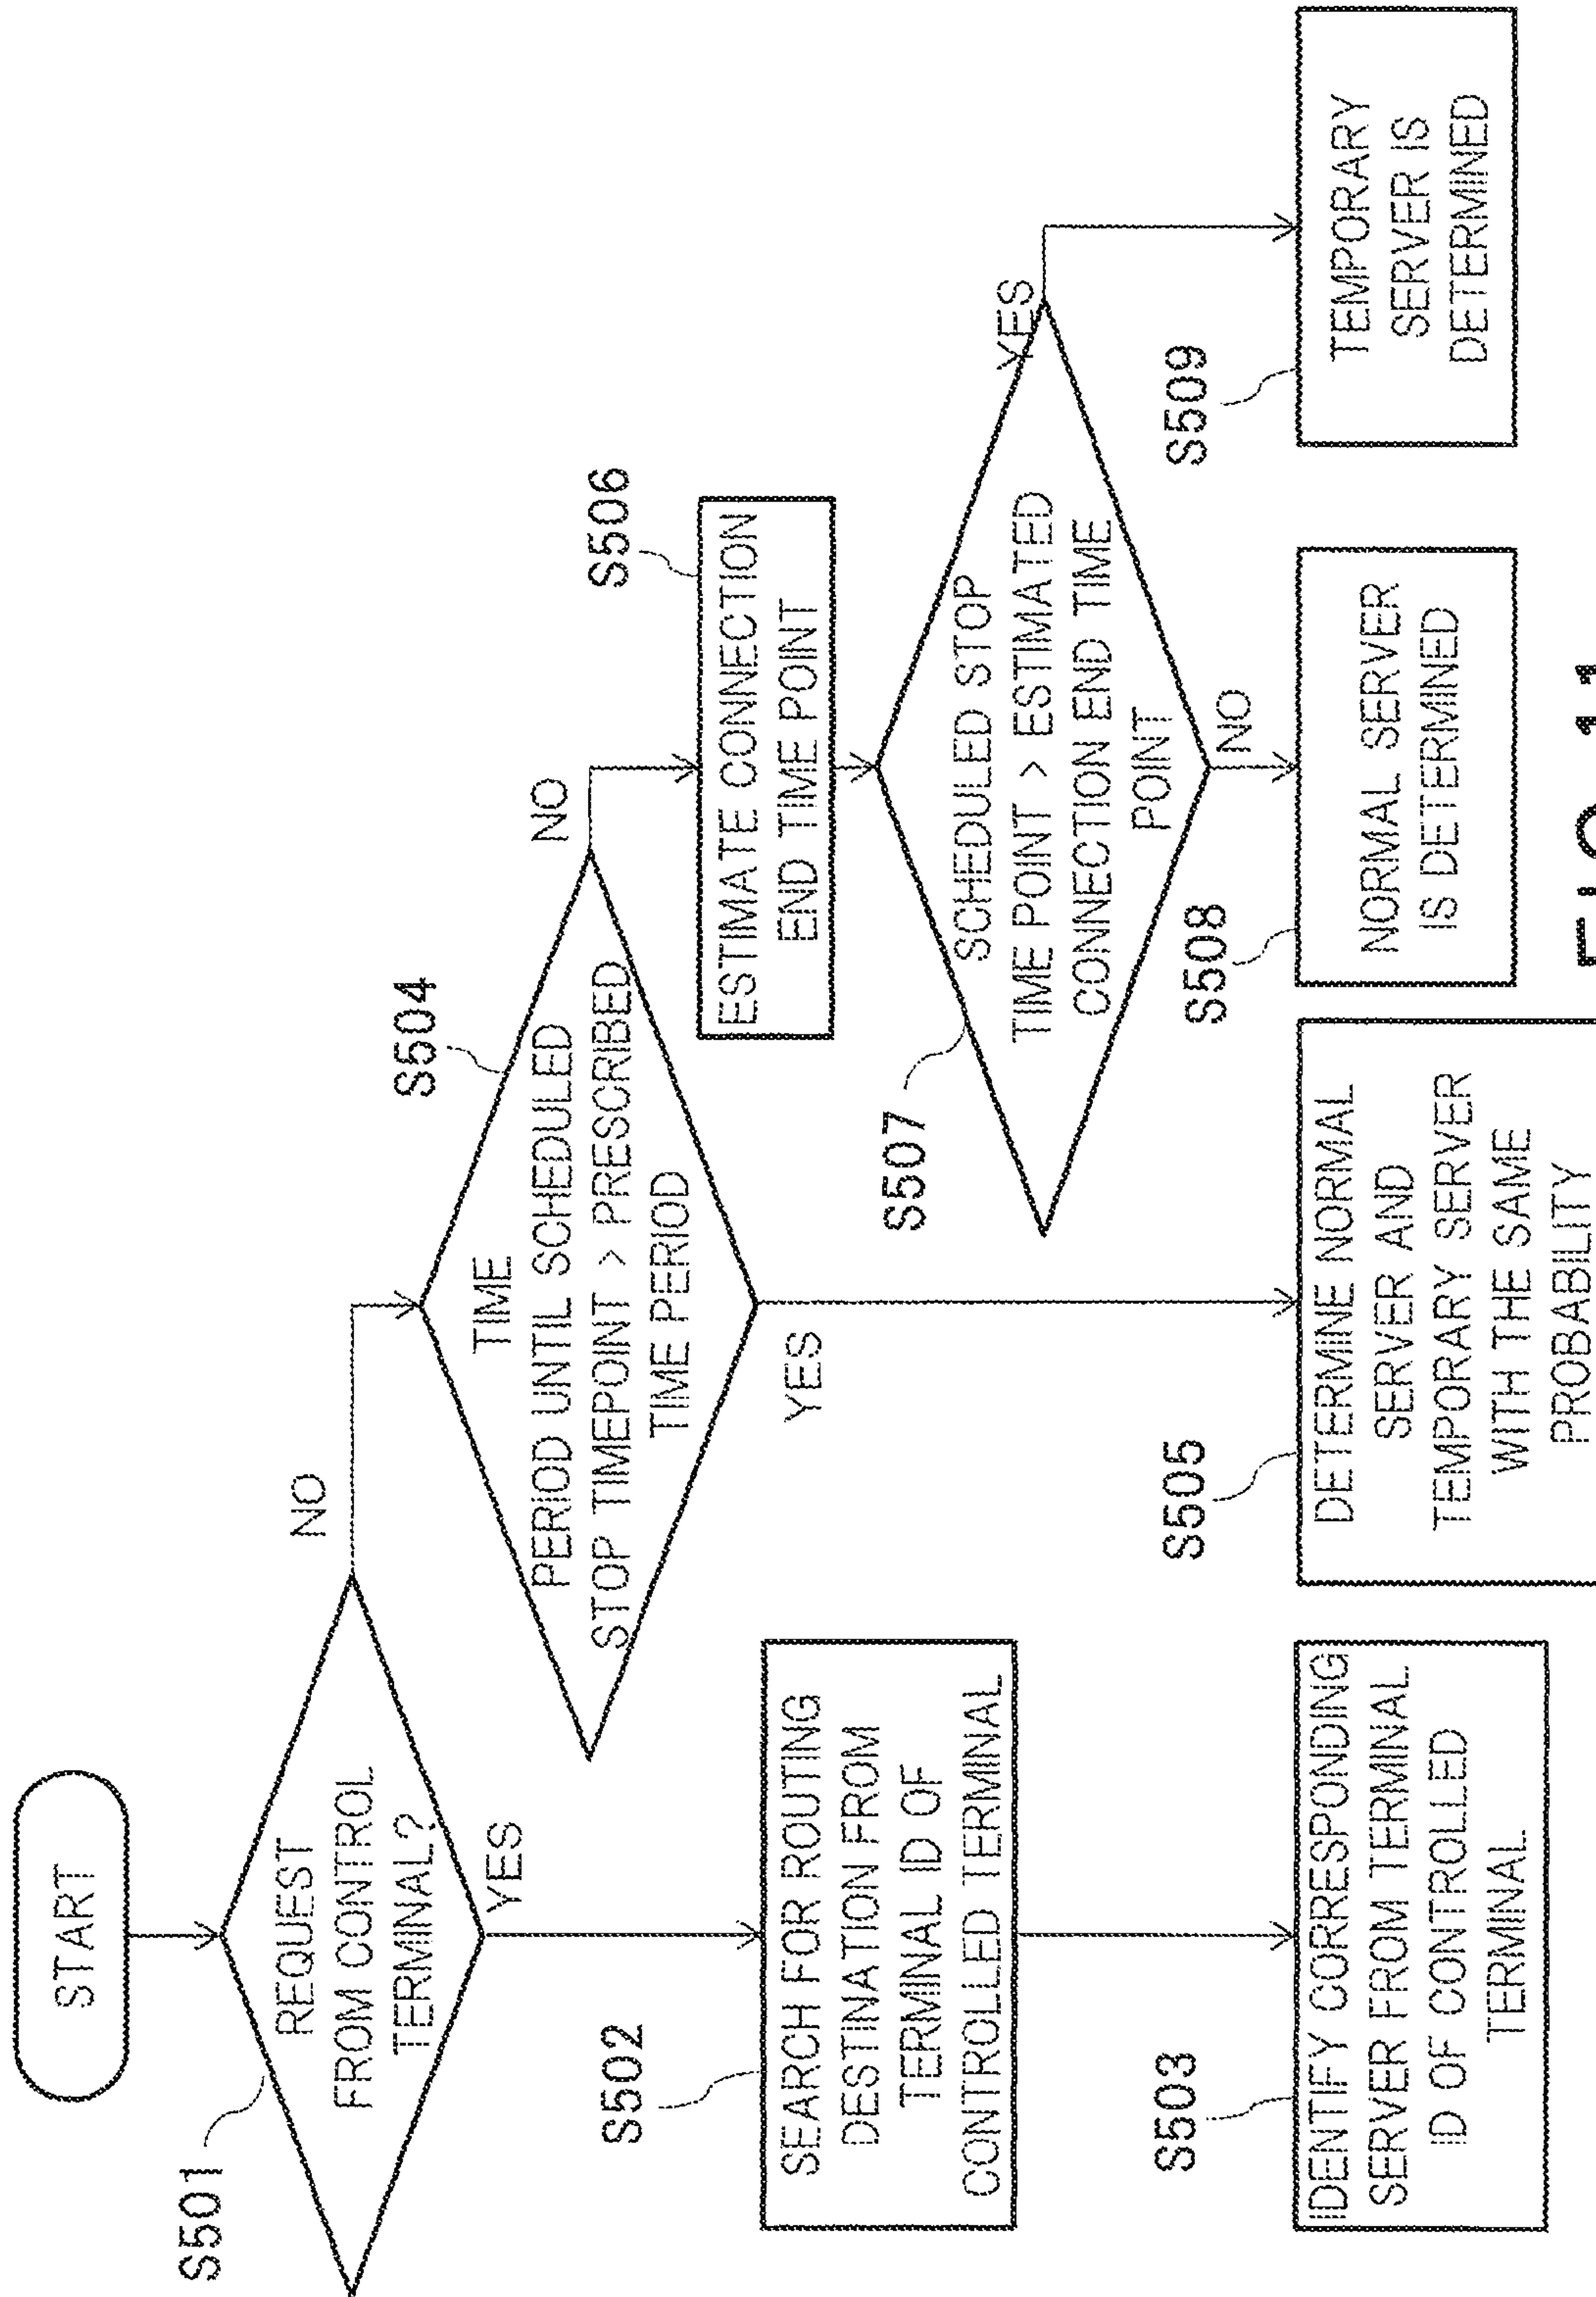 START
S501
REQUEST
FROM CONTROL
TERMINAL?
NO
YES
S502
SEARCH FOR ROUTING
DESTINATION FROM
TERMINAL ID OF
CONTROLLED TERMINAL
S503
IDENTIFY CORRESPONDING
SERVER FROM TERMINAL
ID OF CONTROLLED
TERMINAL
S504
TIME
PERIOD UNTIL SCHEDULED
STOP TIMEPOINT > PRESCRIBED
TIME PERIOD
NO
YES
S505
DETERMINE NORMAL
SERVER AND
TEMPORARY SERVER
WITH THE SAME
PROBABILITY
S506
ESTIMATE CONNECTION
END TIME POINT
S507
SCHEDULED STOP
TIME POINT > ESTIMATED
CONNECTION END TIME
POINT
YES
NO
S508
NORMAL SERVER
IS DETERMINED
S509
TEMPORARY
SERVER IS
DETERMINED